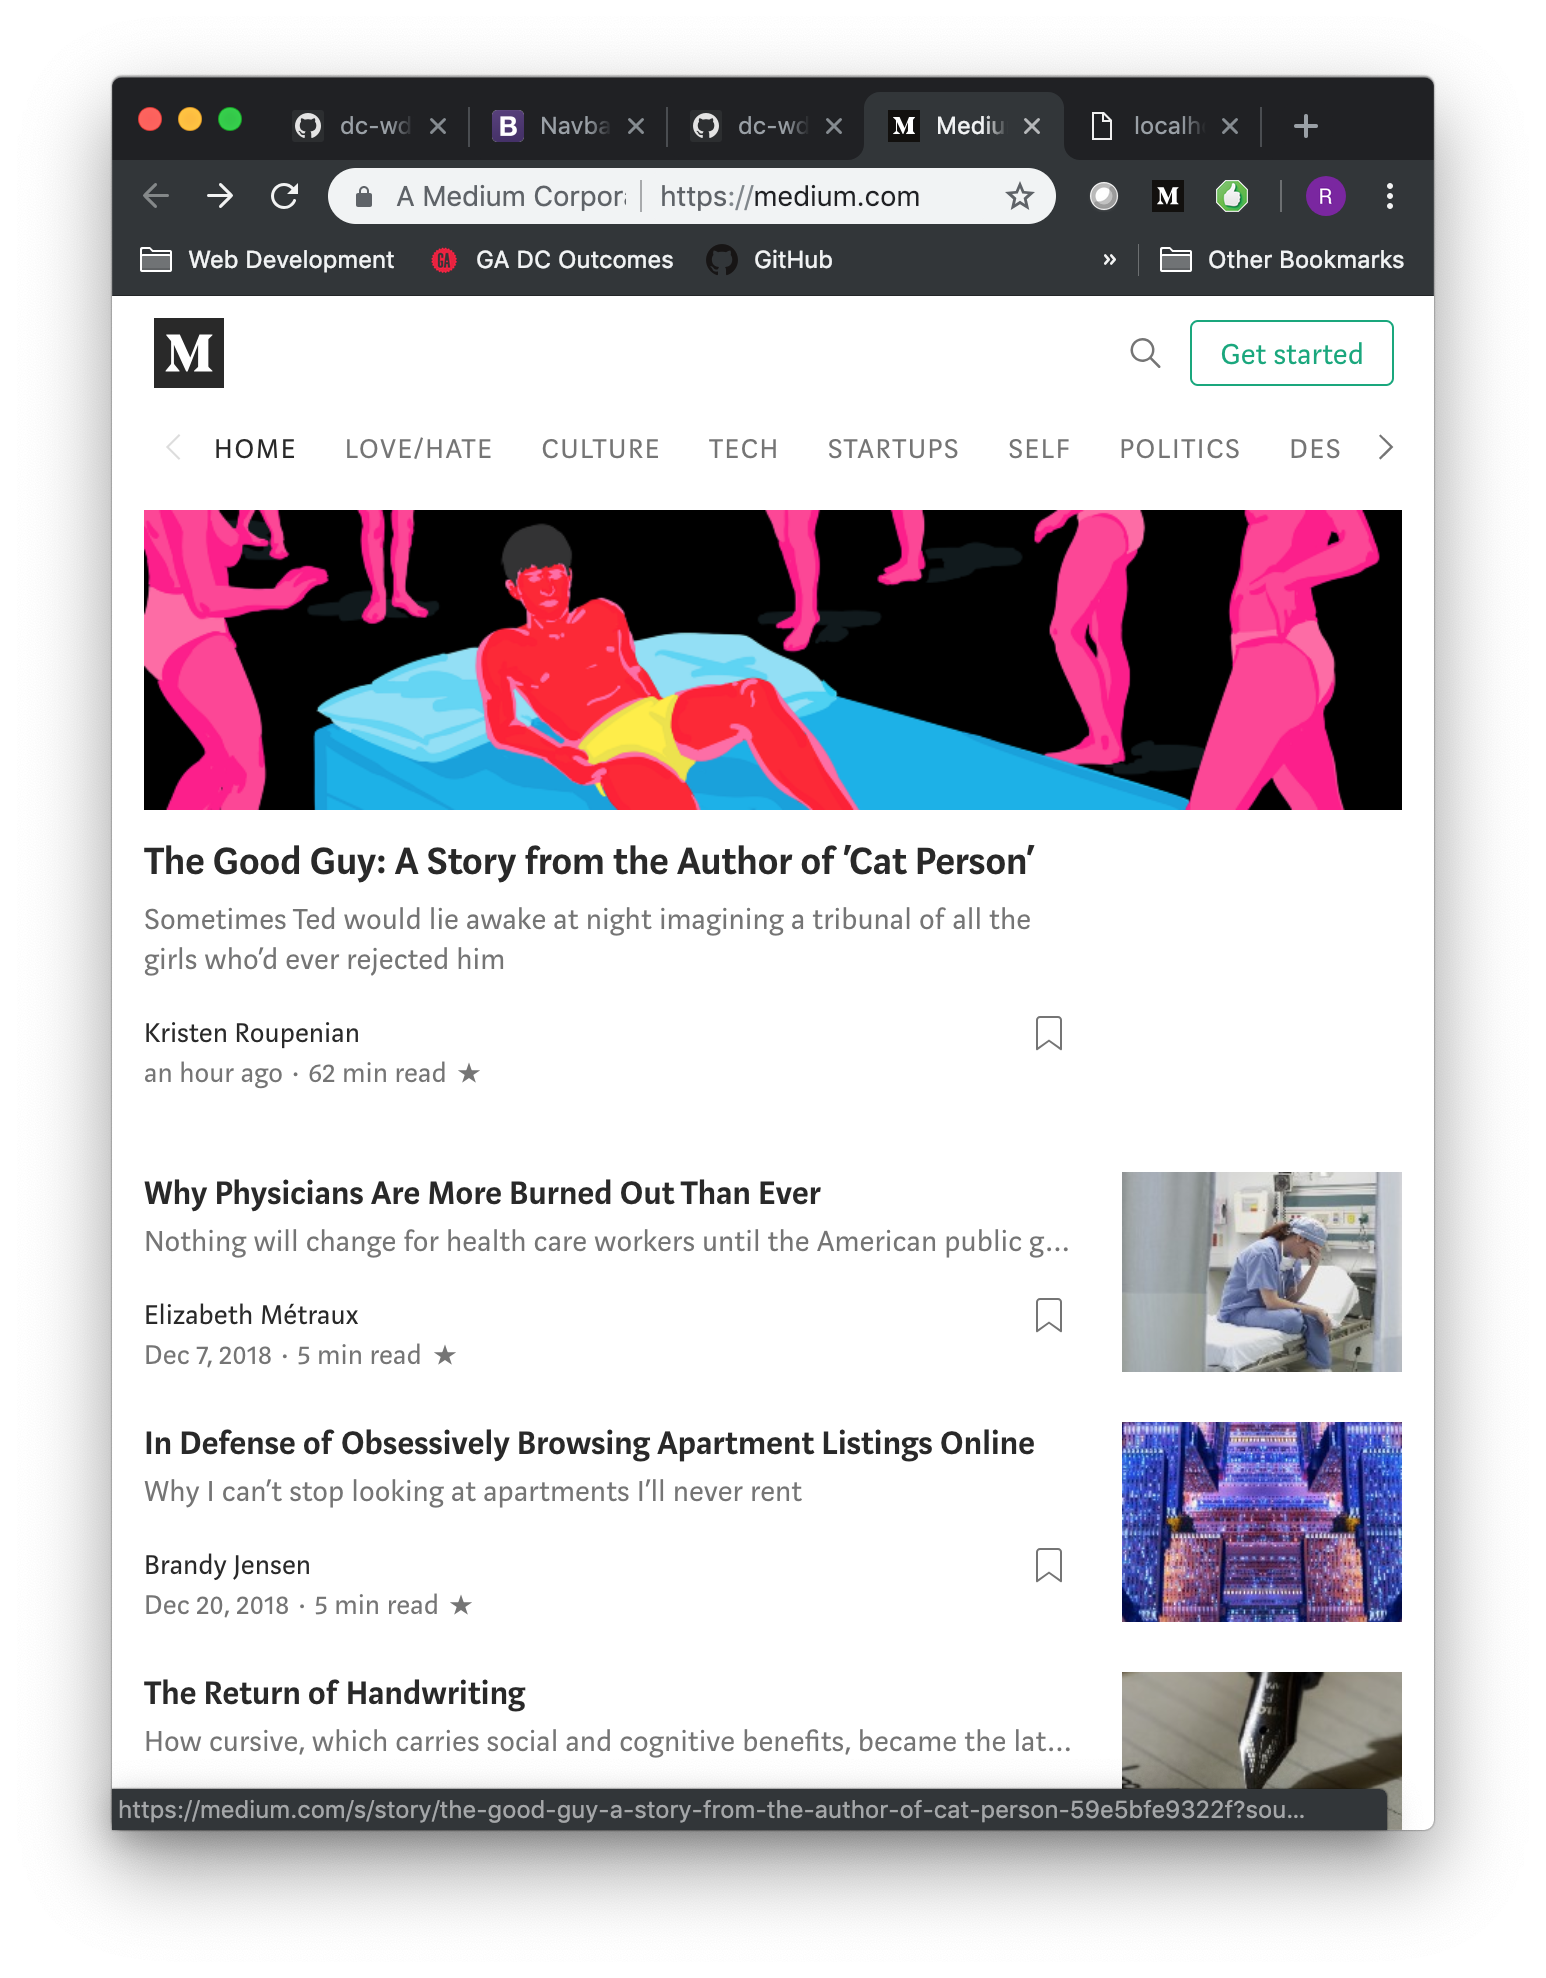 dc-wd
Navba
dc-wd
M Mediu
localh
A Medium Corpor https://medium.com M R
Web Development GA DC Outcomes GitHub » Other Bookmarks
M Get started
HOME LOVE/HATE CULTURE TECH STARTUPS SELF POLITICS DES
The Good Guy: A Story from the Author of ’Cat Person’
Sometimes Ted would lie awake at night imagining a tribunal of all the
girls who’d ever rejected him
Kristen Roupenian
an hour ago · 62 min read ★
Why Physicians Are More Burned Out Than Ever
Nothing will change for health care workers until the American public g...
Elizabeth Métraux
Dec 7, 2018 · 5 min read ★
In Defense of Obsessively Browsing Apartment Listings Online
Why I can’t stop looking at apartments I’ll never rent
Brandy Jensen
Dec 20, 2018 · 5 min read ★
The Return of Handwriting
How cursive, which carries social and cognitive benefits, became the lat...
https://medium.com/s/story/the-good-guy-a-story-from-the-author-of-cat-person-59e5bfe9322f?sou...